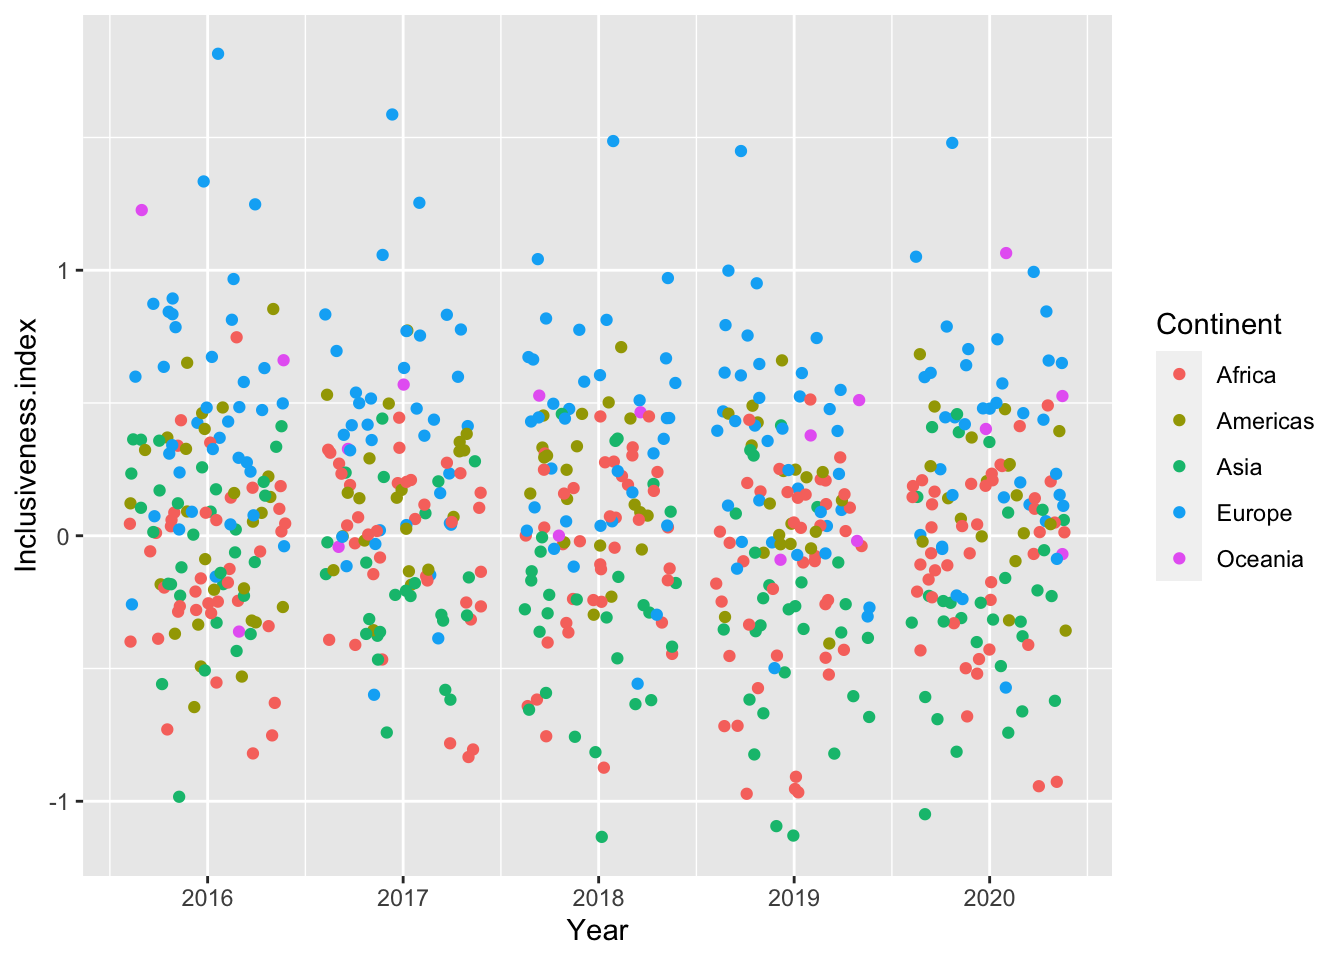 Inclusiveness.index
1
0
-1
2016
2017
2018
2019
2020
Year
Continent
Africa
Americas
Asia
Europe
Oceania